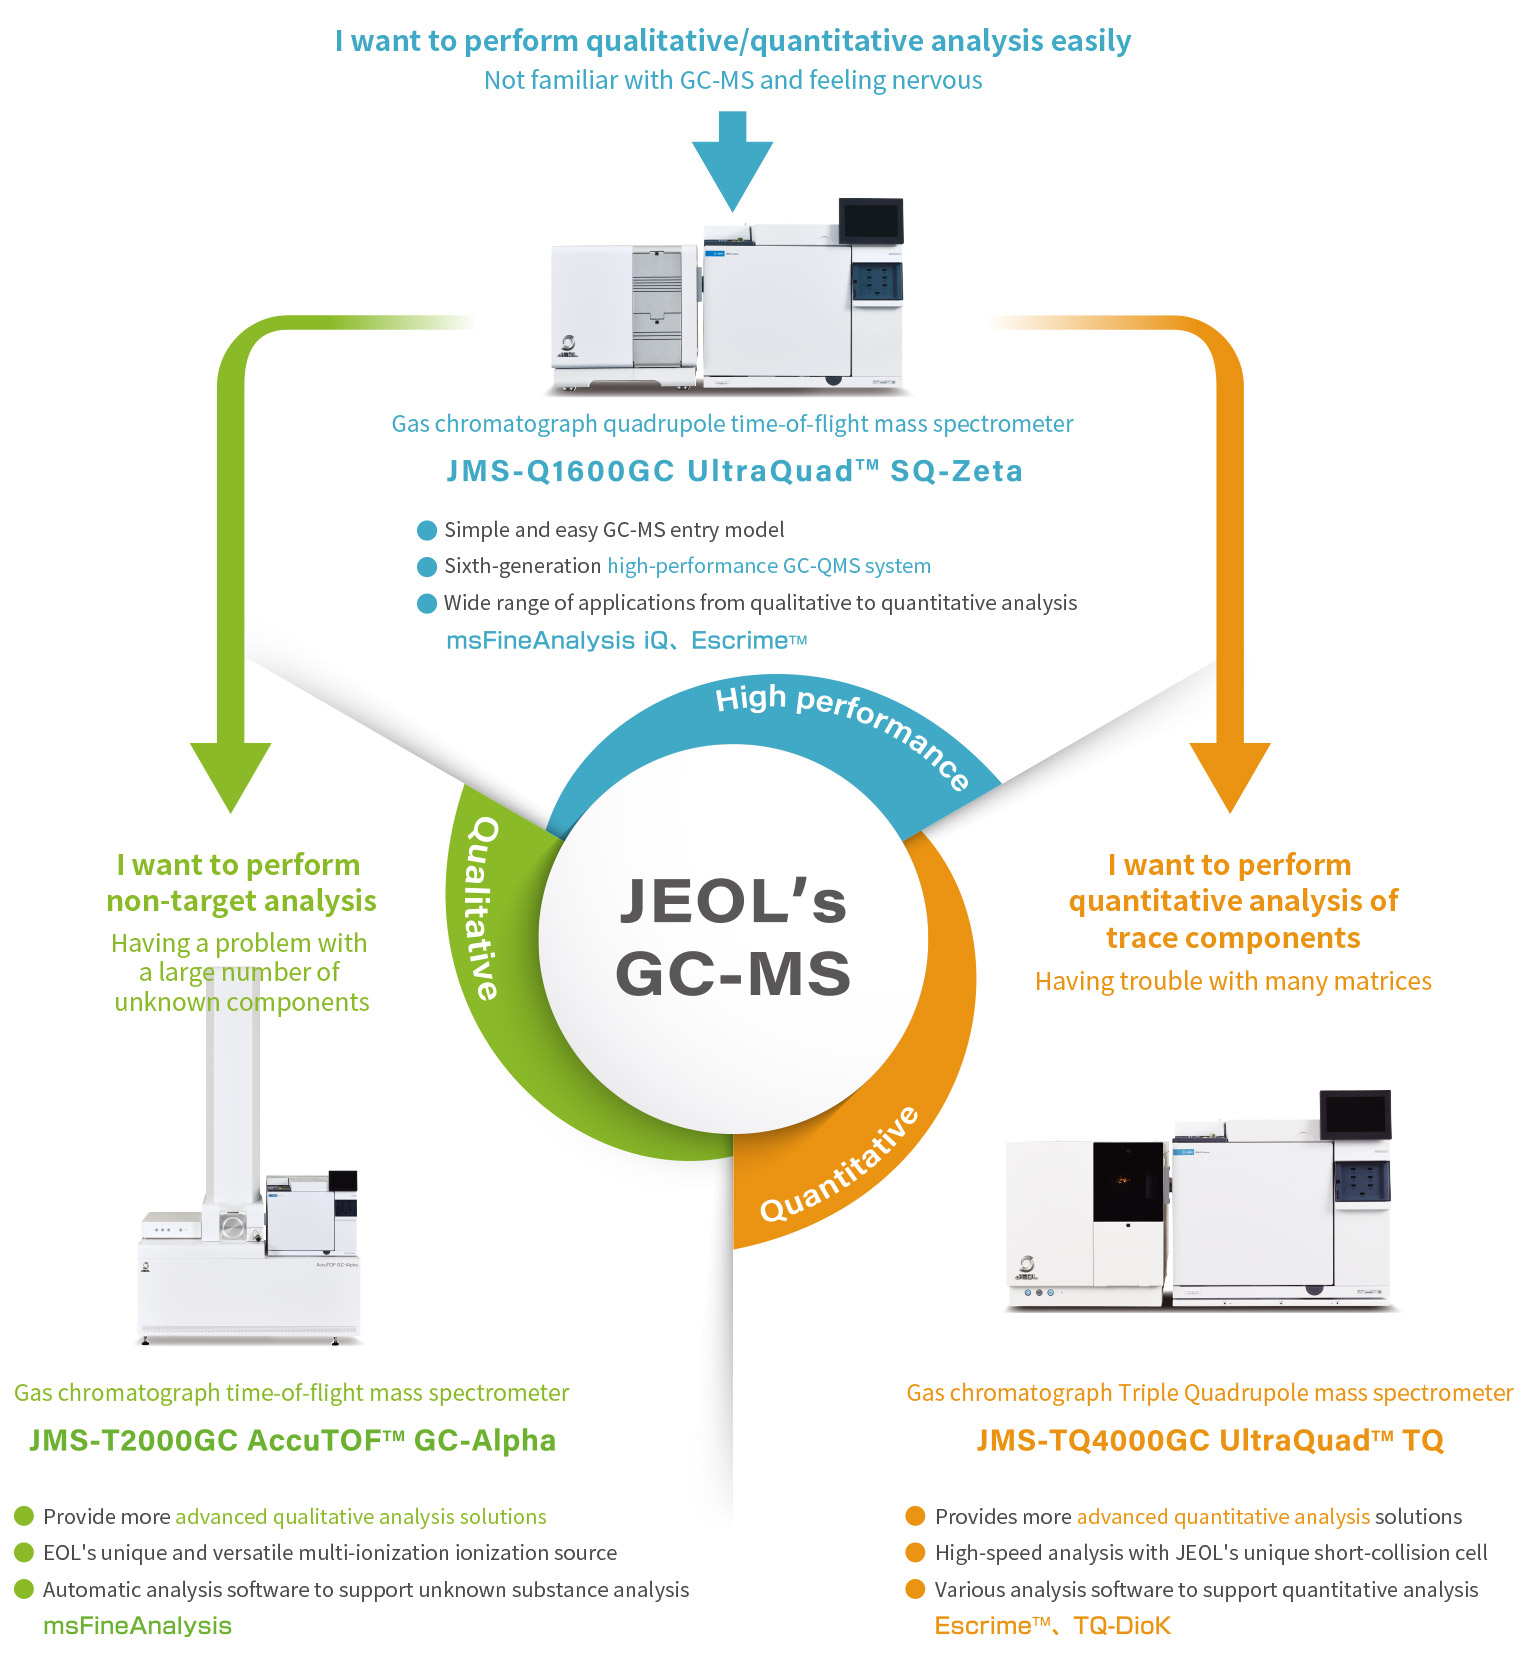 I want to perform qualitative/quantitative analysis easily
Not familiar with GC-MS and feeling nervous
JEOL
Gas chromatograph quadrupole time-of-flight mass spectrometer
JMS-Q1600GC UltraQuad™ SQ-Zeta
Simple and easy GC-MS entry model
Sixth-generation high-performance GC-QMS system
Wide range of applications from qualitative to quantitative analysis
msFineAnalysis iQ、Escrime™
High performance
Qualitative
Quantitative
JEOL’s
GC-MS
I want to perform
non-target analysis
Having a problem with
a large number of
unknown components
AccuTOF GC-Alpha
Gas chromatograph time-of-flight mass spectrometer
JMS-T2000GC AccuTOF™ GC-Alpha
Provide more advanced qualitative analysis solutions
EOL's unique and versatile multi-ionization ionization source
Automatic analysis software to support unknown substance analysis
msFineAnalysis
I want to perform
quantitative analysis of
trace components
Having trouble with many matrices
JEOL
Gas chromatograph Triple Quadrupole mass spectrometer
JMS-TQ4000GC UltraQuad™ TQ
Provides more advanced quantitative analysis solutions
High-speed analysis with JEOL's unique short-collision cell
Various analysis software to support quantitative analysis
Escrime™、TQ-DioK